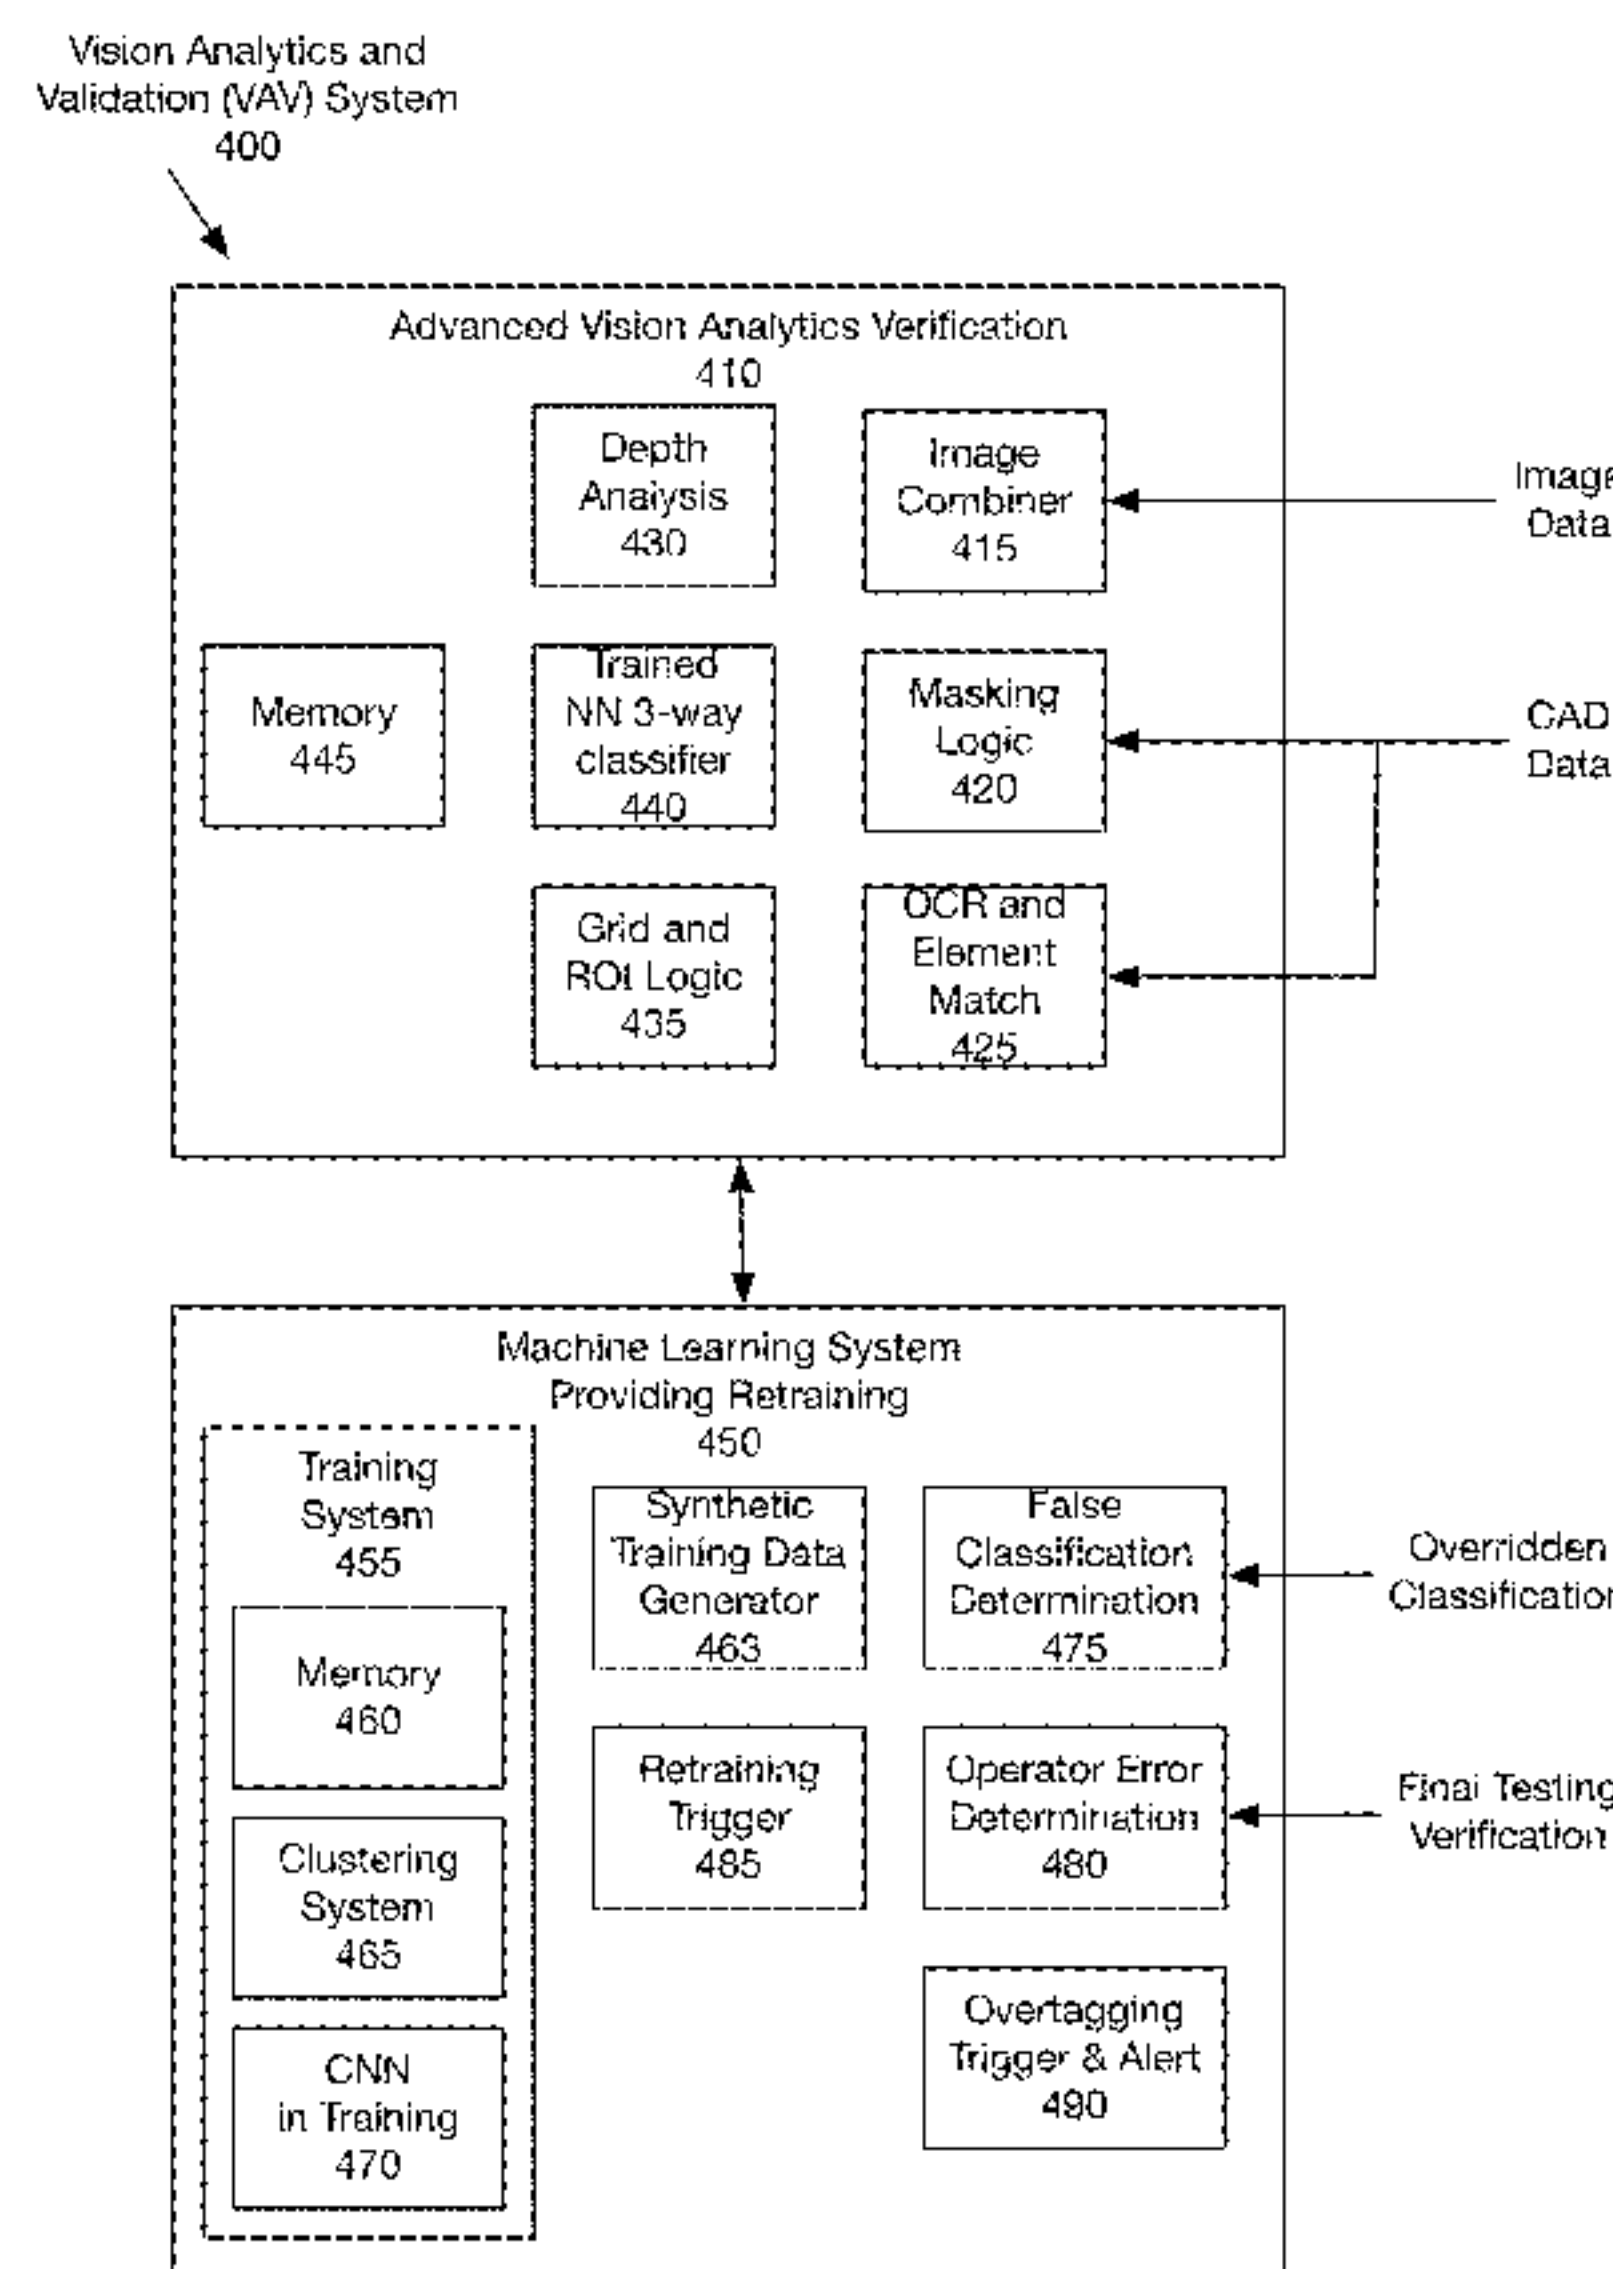 Vision Analytics and
Validation (VAV) System
400
Advanced Vision Analytics Verification
410
Depth
Analysis
430
Image
Combiner
415
Image
Data
Memory
445
Trained
NN 3-way
classifier
440
Masking
Logic
420
CAD
Data
Grid and
ROI Logic
435
OCR and
Element
Match
425
Machine Learning System
Providing Retraining
450
Training
System
455
Memory
460
Clustering
System
465
CNN
in Training
470
Synthetic
Training Data
Generator
463
False
Classification
Determination
475
Overridden
Classification
Retraining
Trigger
485
Operator Error
Determination
480
Final Testing
Verification
Overtagging
Trigger & Alert
490